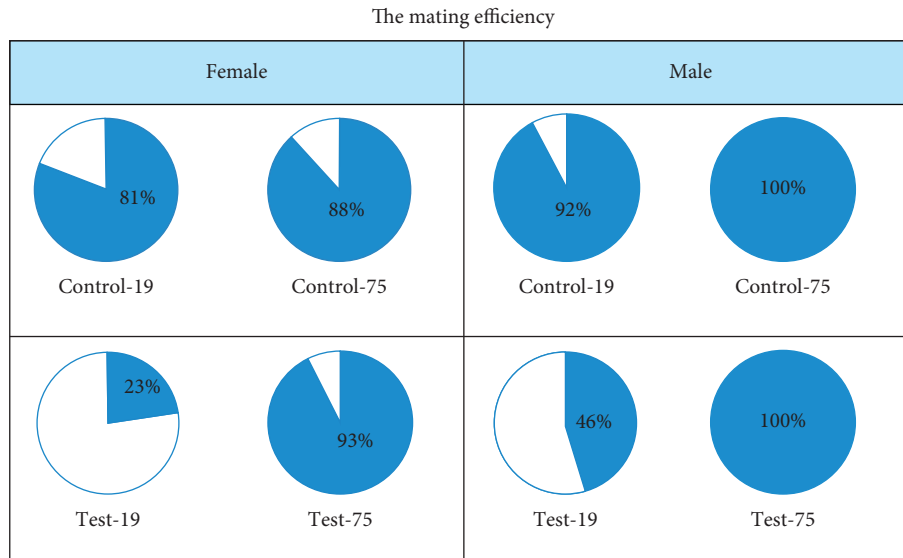 The mating efficiency
Female
Male
81%
88%
92%
100%
Control-19
Control-75
Control-19
Control-75
23%
93%
46%
100%
Test-19
Test-75
Test-19
Test-75